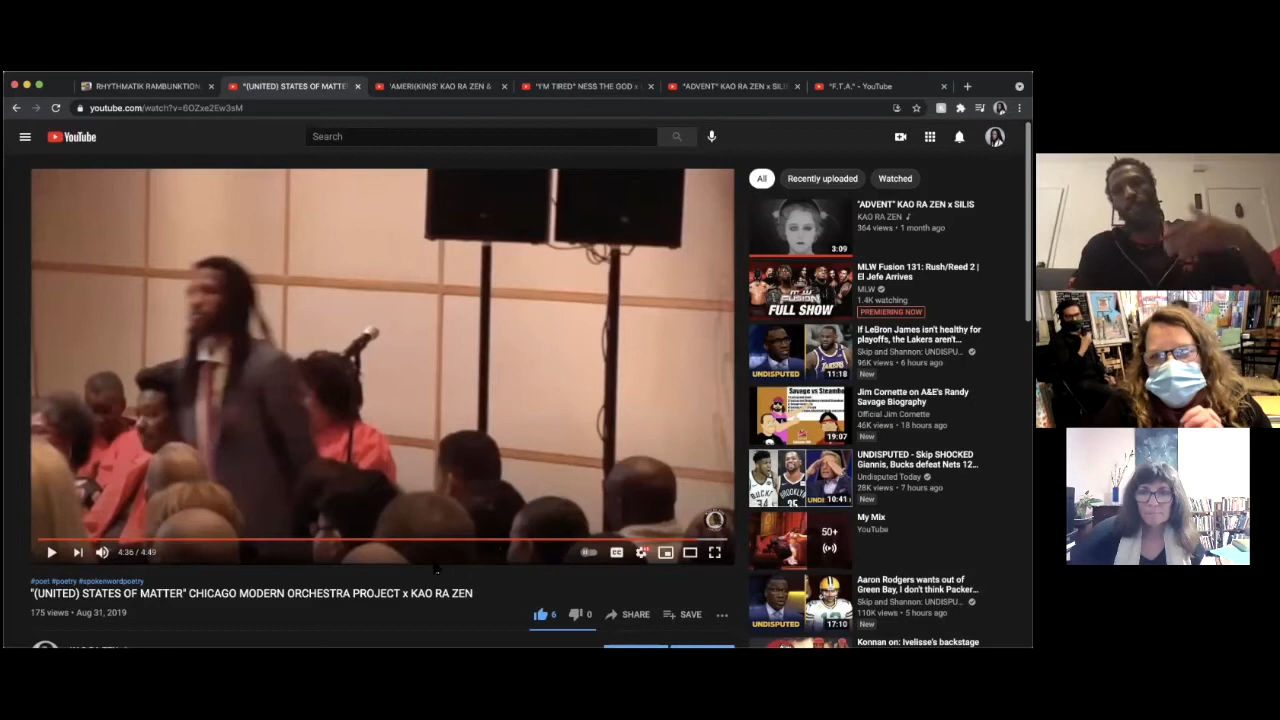 RHYTHMATIK RAMBUNKTION
"(UNITED) STATES OF MATTER"
'AMERI(KIN)S' KAO RA ZEN &
"I'M TIRED" NESS THE GOD x
"ADVENT" KAO RA ZEN x SILIS
"F.T.A." - YouTube
youtube.com/watch?v=6OZxe2Ew3sM
YouTube
Search
All
Recently uploaded
Watched
"ADVENT" KAO RA ZEN x SILIS
KAO RA ZEN
364 views • 1 month ago
3:09
MLW Fusion 131: Rush/Reed 2 |
El Jefe Arrives
MLW
1.4K watching
PREMIERING NOW
FUSION
FULL SHOW
If LeBron James isn't healthy for
playoffs, the Lakers aren't...
Skip and Shannon: UNDISPU...
96K views • 6 hours ago
New
UNDISPUTED
11:18
Jim Cornette on A&E's Randy
Savage Biography
Official Jim Cornette
46K views • 18 hours ago
New
Savage vs Steambo
19:07
UNDISPUTED - Skip SHOCKED
Giannis, Bucks defeat Nets 12...
Undisputed Today
28K views • 7 hours ago
New
10:41
My Mix
YouTube
50+
Aaron Rodgers wants out of
Green Bay, I don't think Packer...
Skip and Shannon: UNDISPU...
110K views • 5 hours ago
New
UNDISPUTED
17:10
Konnan on: Ivelisse's backstage
4:36 / 4:49
CC
#poet #poetry #spokenwordpoetry
"(UNITED) STATES OF MATTER" CHICAGO MODERN ORCHESTRA PROJECT x KAO RA ZEN
175 views • Aug 31, 2019
6
0
SHARE
SAVE